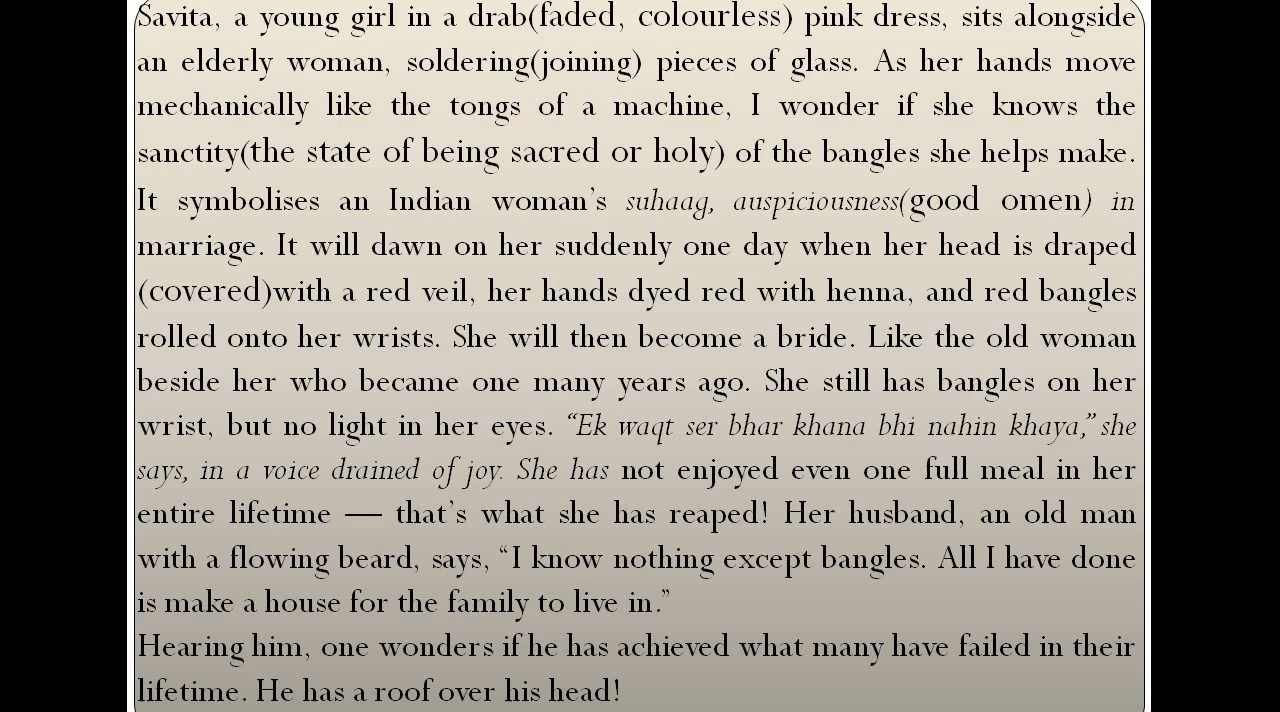 Savita, a young girl in a drab(faded, colourless) pink dress, sits alongside
an elderly woman, soldering(joining) pieces of glass. As her hands move
mechanically like the tongs of a machine, I wonder if she knows the
sanctity(the state of being sacred or holy) of the bangles she helps make.
It symbolises an Indian woman’s suhaag, auspiciousness(good omen) in
marriage. It will dawn on her suddenly one day when her head is draped
(covered)with a red veil, her hands dyed red with henna, and red bangles
rolled onto her wrists. She will then become a bride. Like the old woman
beside her who became one many years ago. She still has bangles on her
wrist, but no light in her eyes. “Ek waqt ser bhar khana bhi nahin khaya,” she
says, in a voice drained of joy. She has not enjoyed even one full meal in her
entire lifetime — that’s what she has reaped! Her husband, an old man
with a flowing beard, says, “I know nothing except bangles. All I have done
is make a house for the family to live in.”
Hearing him, one wonders if he has achieved what many have failed in their
lifetime. He has a roof over his head!